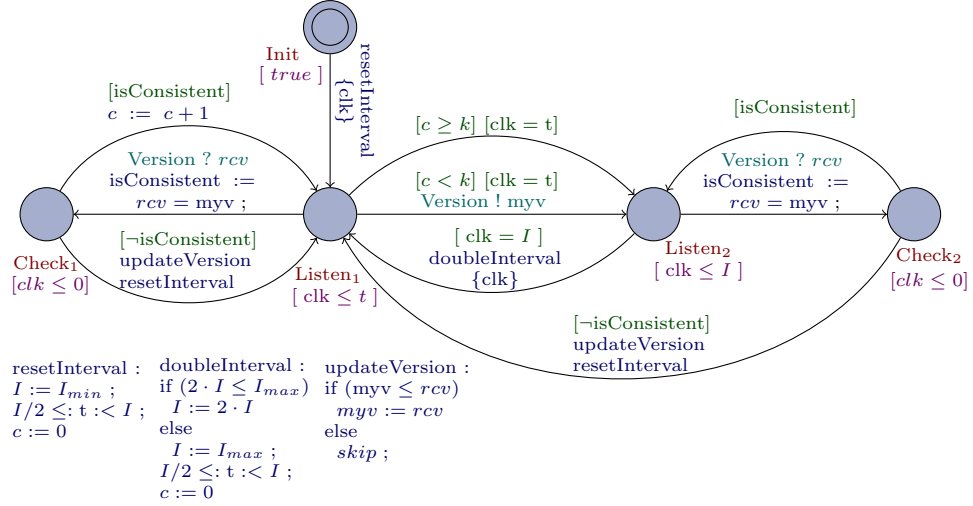 Init
[ true ]
resetInterval
{clk}
[isConsistent]
c := c + 1
Version ? rcv
isConsistent :=
rcv = myv ;
[¬isConsistent]
updateVersion
resetInterval
Check₁
[clk ≤ 0]
Listen₁
[ clk ≤ t ]
[c ≥ k] [clk = t]
[c < k] [clk = t]
Version ! myv
[ clk = I ]
doubleInterval
{clk}
Listen₂
[ clk ≤ I ]
[isConsistent]
Version ? rcv
isConsistent :=
rcv = myv ;
Check₂
[clk ≤ 0]
[¬isConsistent]
updateVersion
resetInterval
resetInterval :
I := Iₘᵢₙ ;
I/2 ≤: t :< I ;
c := 0
doubleInterval :
if (2 · I ≤ Iₘₐₓ)
I := 2 · I
else
I := Iₘₐₓ ;
I/2 ≤: t :< I ;
c := 0
updateVersion :
if (myv ≤ rcv)
myv := rcv
else
skip ;